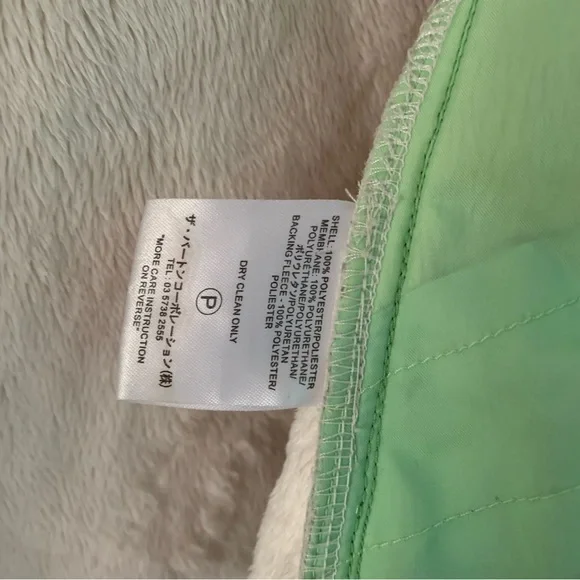 SHELL: 100% POLYESTER/POLIESTER
MEMBRANE: 100% POLYURETHANE/
POLYURETHANE/POLYURETHAN/
ポリウレタン/POLYURETAN
BACKING FLEECE - 100% POLYESTER/
POLIESTER
DRY CLEAN ONLY
P
ザ・バートンコーポレーション(株)
TEL: 03 5738 2555
"MORE CARE INSTRUCTION
ON REVERSE"